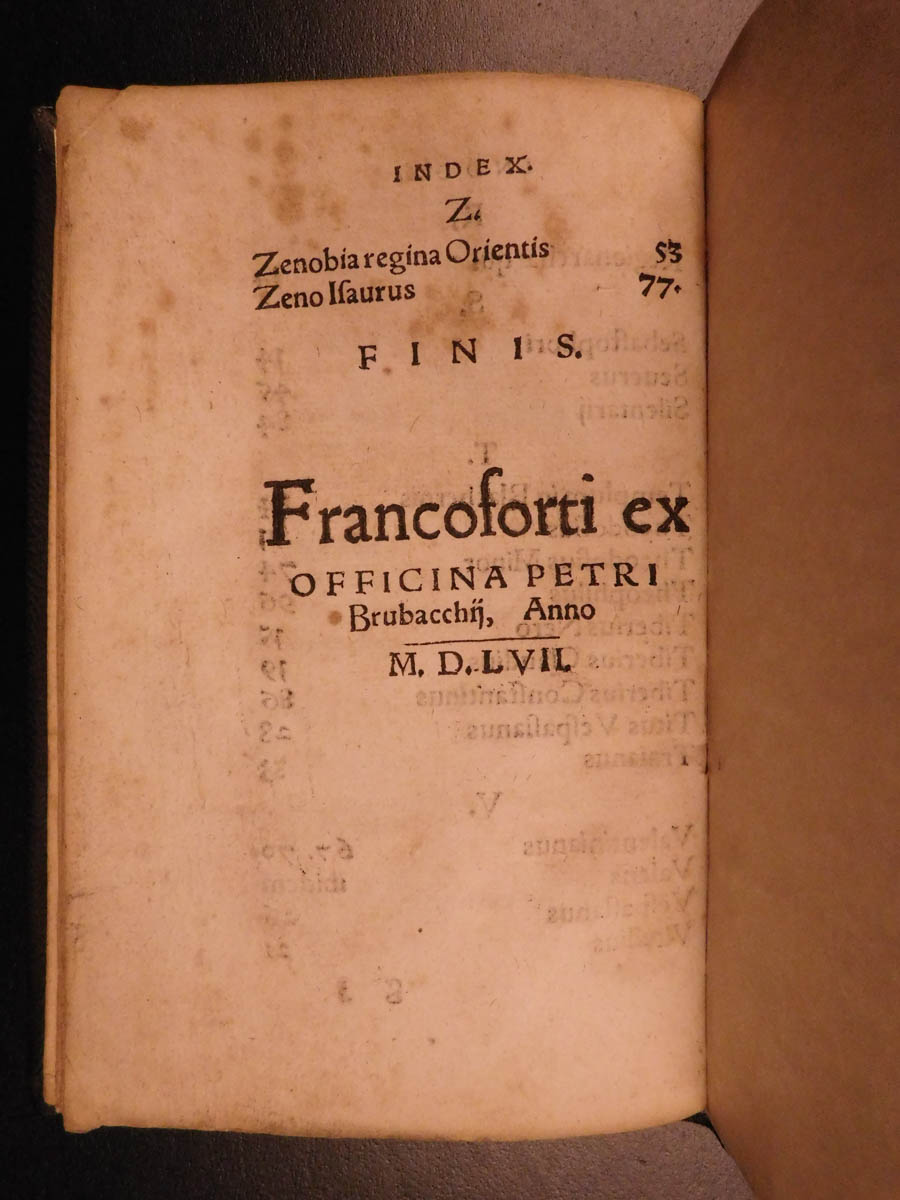 INDEX.
Z.
Zenobia regina Orientis 53
Zeno Iſaurus 77.
FINIS.
Francoforti ex
OFFICINA PETRI
Brubacchij, Anno
M. D. LVII.